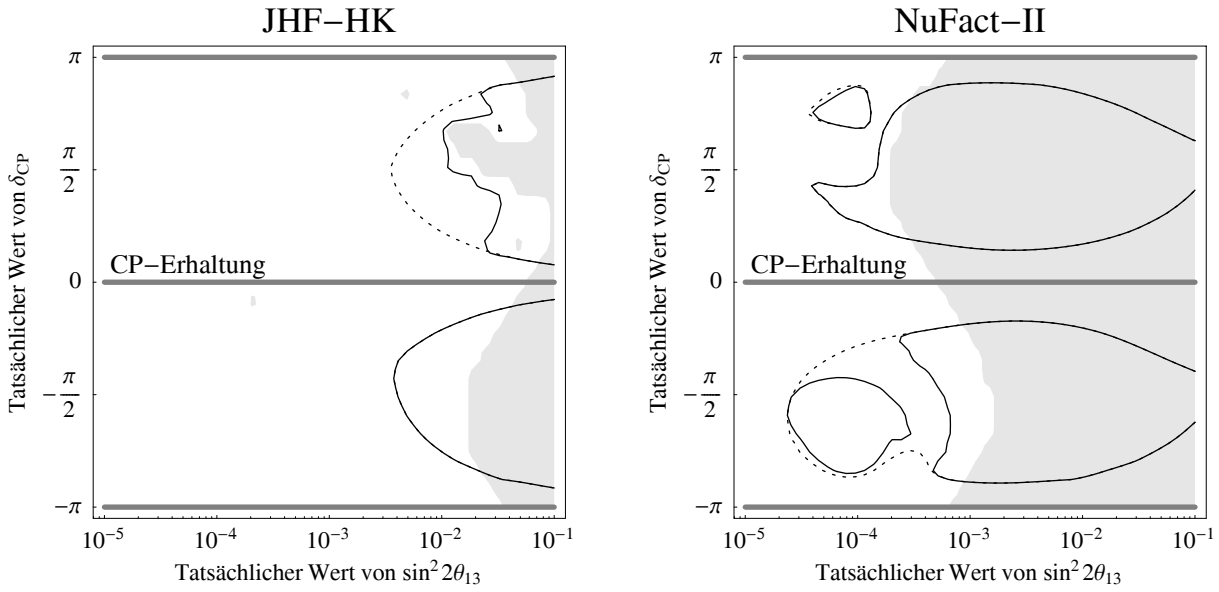 JHF−HK
π
π/2
0
−π/2
−π
Tatsächlicher Wert von δCP
CP−Erhaltung
10⁻⁵ 10⁻⁴ 10⁻³ 10⁻² 10⁻¹
Tatsächlicher Wert von sin² 2θ₁₃
NuFact−II
π
π/2
0
−π/2
−π
Tatsächlicher Wert von δCP
CP−Erhaltung
10⁻⁵ 10⁻⁴ 10⁻³ 10⁻² 10⁻¹
Tatsächlicher Wert von sin² 2θ₁₃